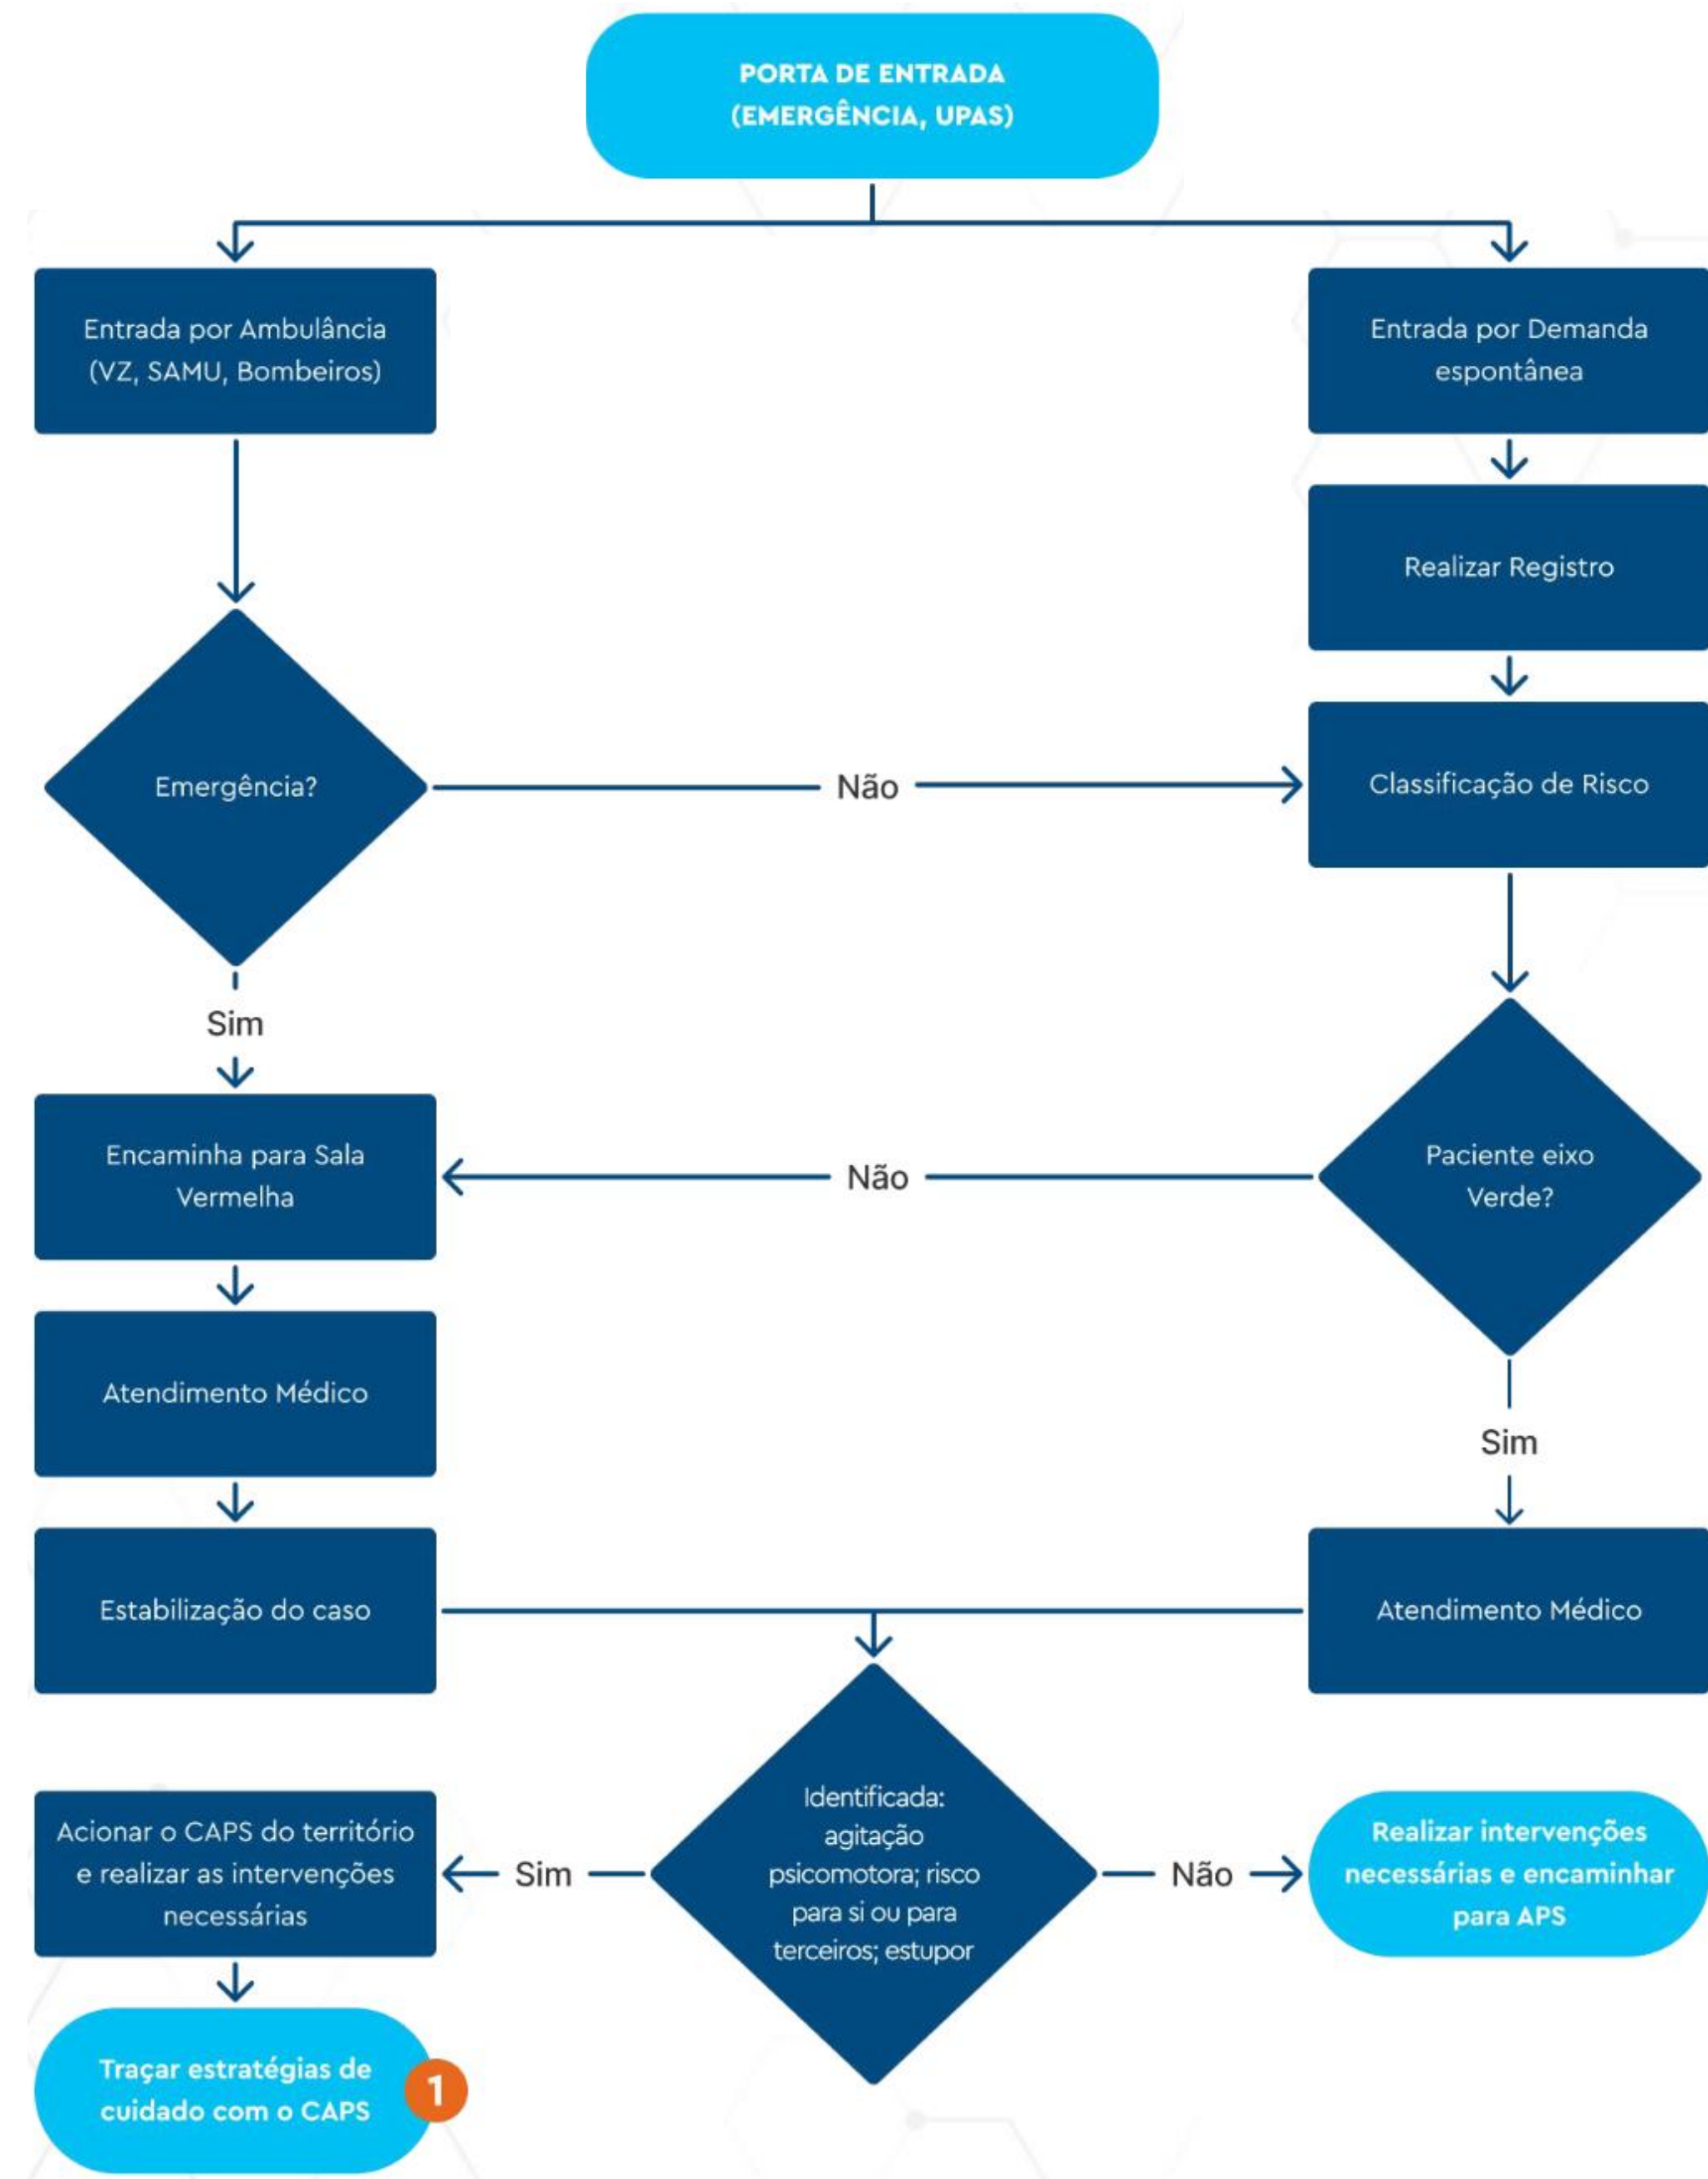 PORTA DE ENTRADA
(EMERGÊNCIA, UPAS)
Entrada por Ambulância
(VZ, SAMU, Bombeiros)
Entrada por Demanda
espontânea
Realizar Registro
Emergência?
Não
Classificação de Risco
Sim
Encaminha para Sala
Vermelha
Não
Paciente eixo
Verde?
Atendimento Médico
Sim
Estabilização do caso
Atendimento Médico
Acionar o CAPS do território
e realizar as intervenções
necessárias
Sim
Identificada:
agitação
psicomotora; risco
para si ou para
terceiros; estupor
Não
Realizar intervenções
necessárias e encaminhar
para APS
Traçar estratégias de
cuidado com o CAPS
1